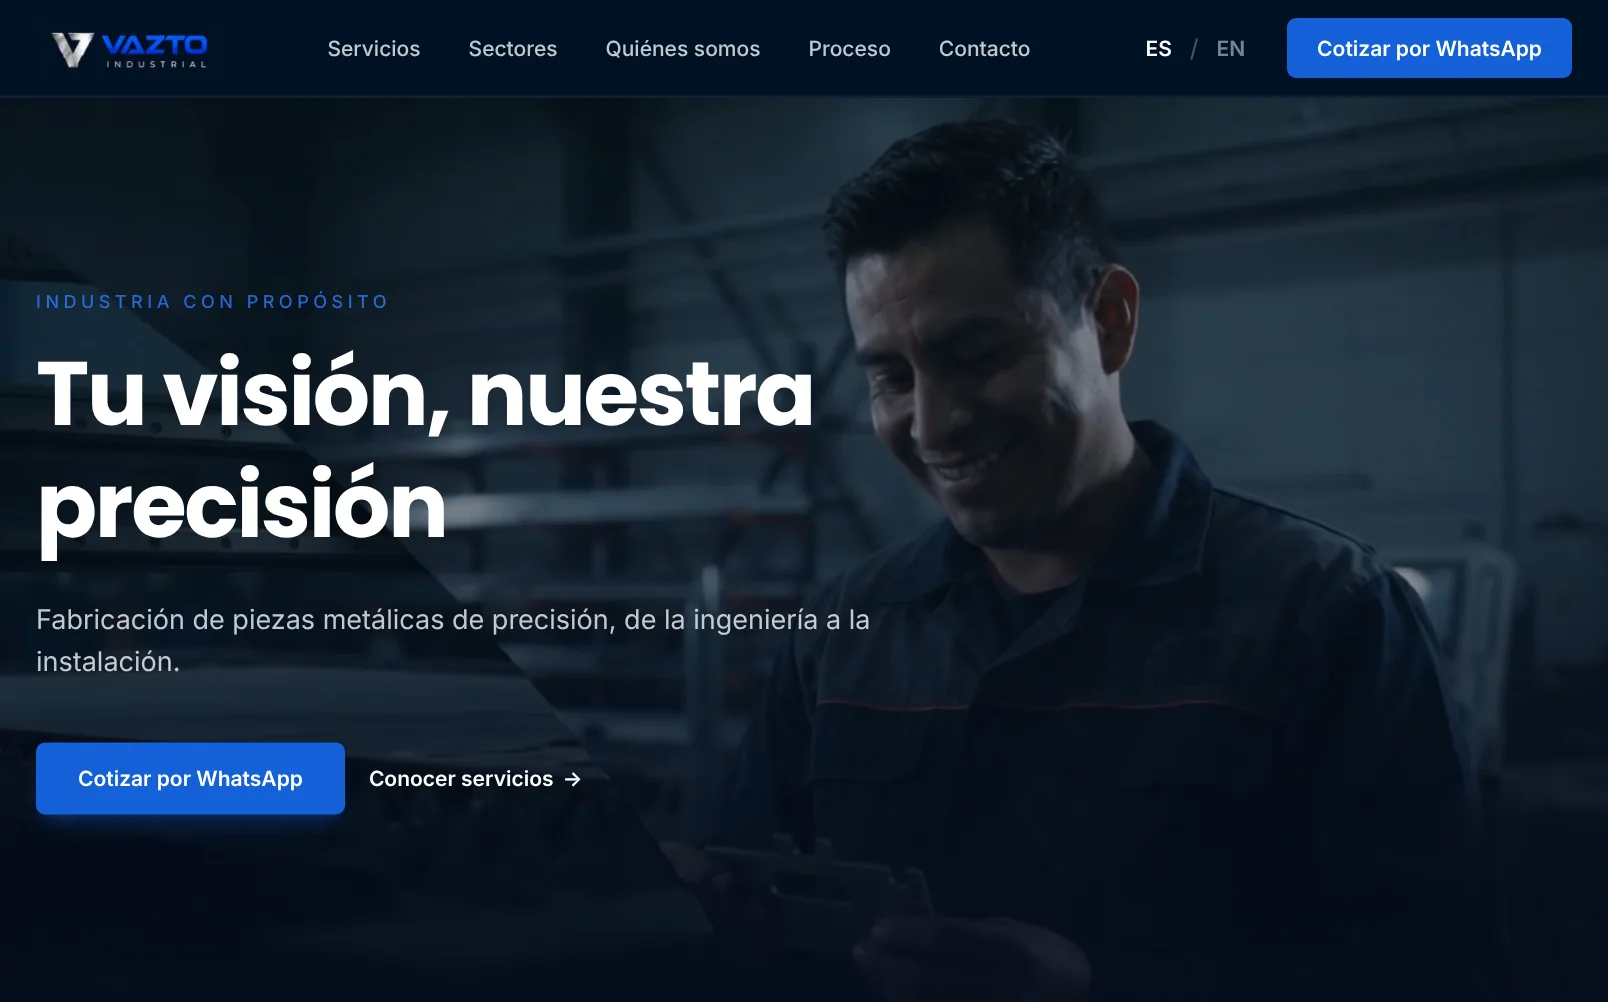 VAZTO
INDUSTRIAL
Servicios
Sectores
Quiénes somos
Proceso
Contacto
ES / EN
Cotizar por WhatsApp
INDUSTRIA CON PROPÓSITO
Tu visión, nuestra
precisión
Fabricación de piezas metálicas de precisión, de la ingeniería a la
instalación.
Cotizar por WhatsApp
Conocer servicios →